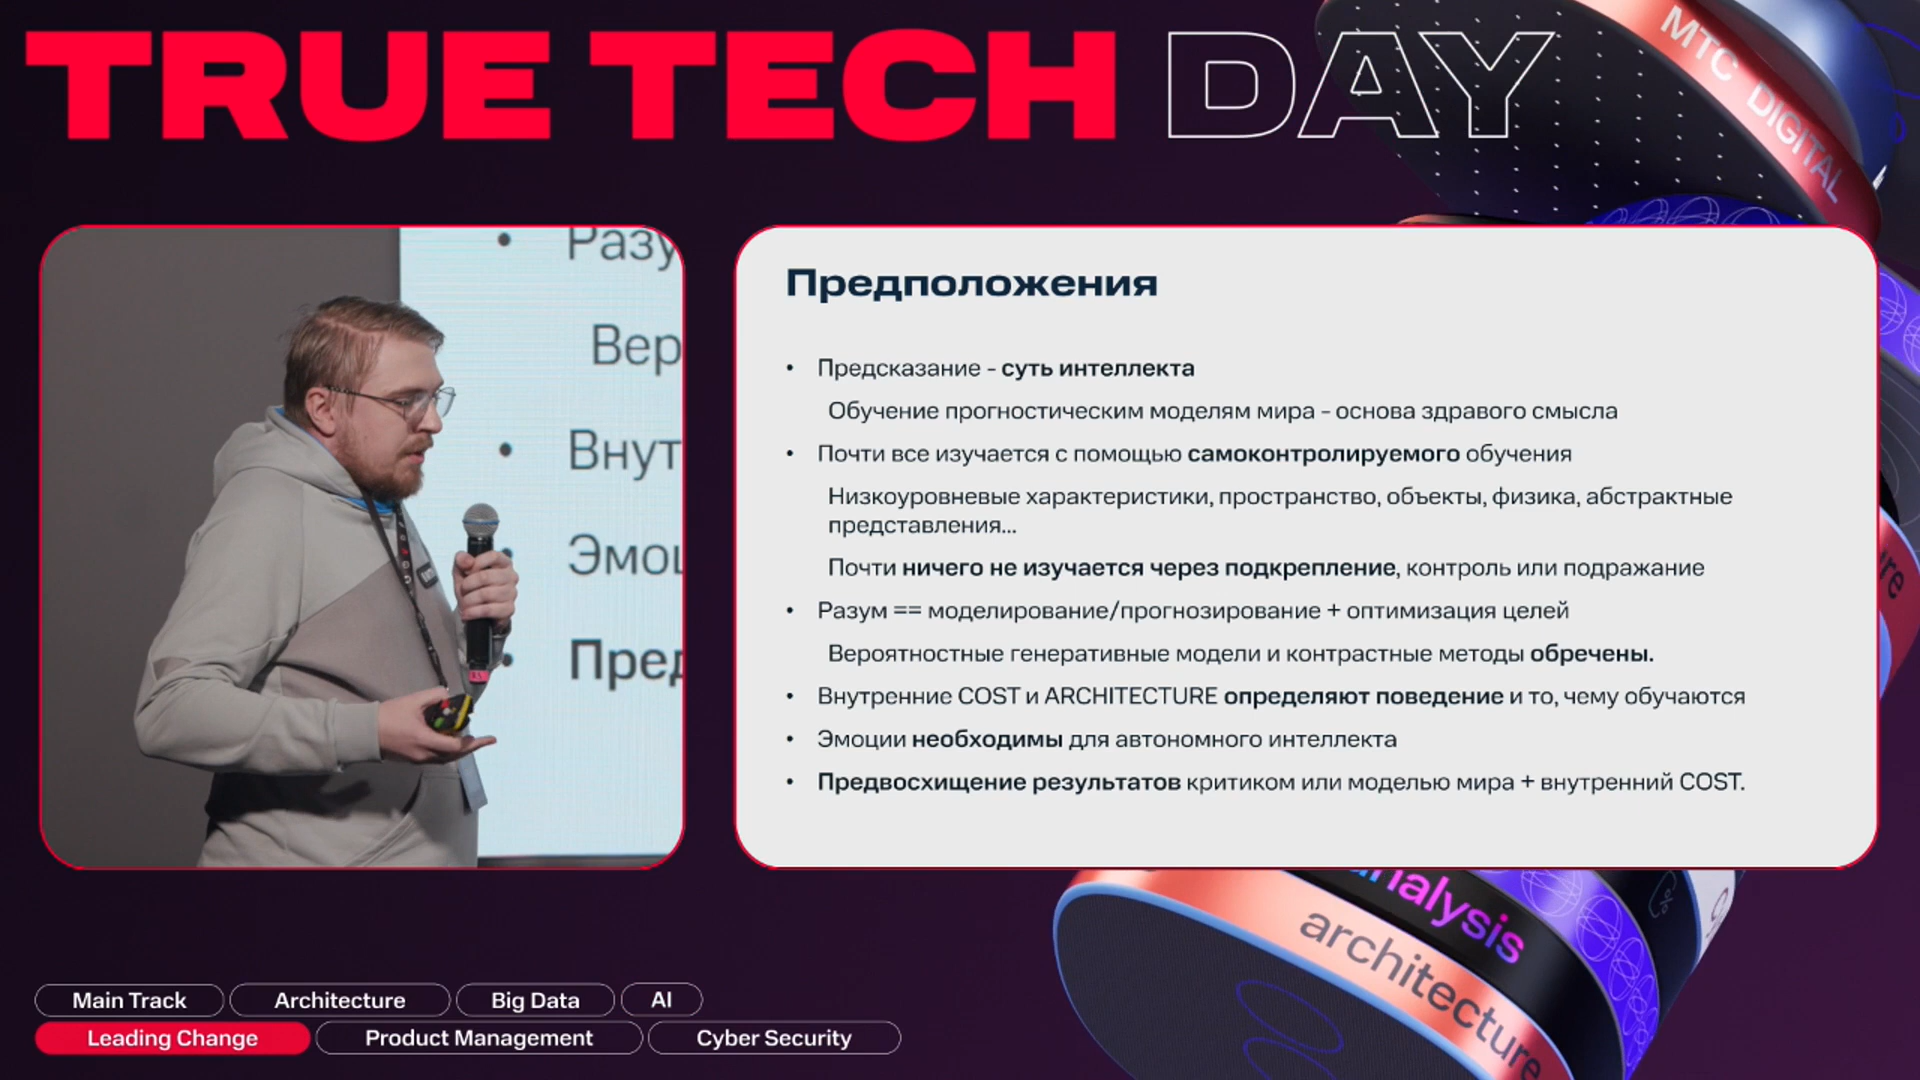 TRUE TECH DAY
МТС DIGITAL
Разу
Вер
Внут
Эмоц
Пред
Предположения
• Предсказание - суть интеллекта
Обучение прогностическим моделям мира - основа здравого смысла
• Почти все изучается с помощью самоконтролируемого обучения
Низкоуровневые характеристики, пространство, объекты, физика, абстрактные
представления...
Почти ничего не изучается через подкрепление, контроль или подражание
• Разум == моделирование/прогнозирование + оптимизация целей
Вероятностные генеративные модели и контрастные методы обречены.
• Внутренние COST и ARCHITECTURE определяют поведение и то, чему обучаются
• Эмоции необходимы для автономного интеллекта
• Предвосхищение результатов критиком или моделью мира + внутренний COST.
analysis
architecture
Main Track
Architecture
Big Data
AI
Leading Change
Product Management
Cyber Security